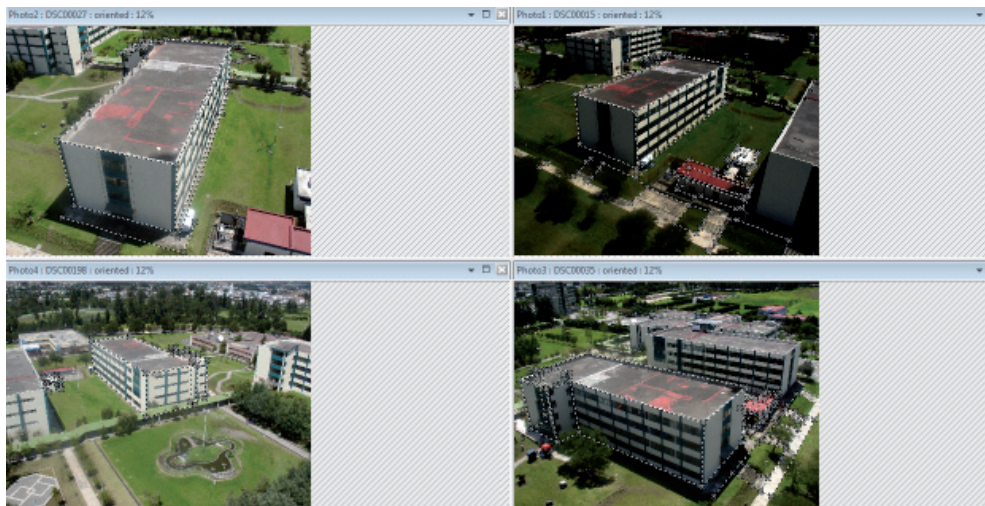 Photo2 : DSC00027 : oriented : 12%
Photo1 : DSC00015 : oriented : 12%
Photo4 : DSC00198 : oriented : 12%
Photo3 : DSC00035 : oriented : 12%